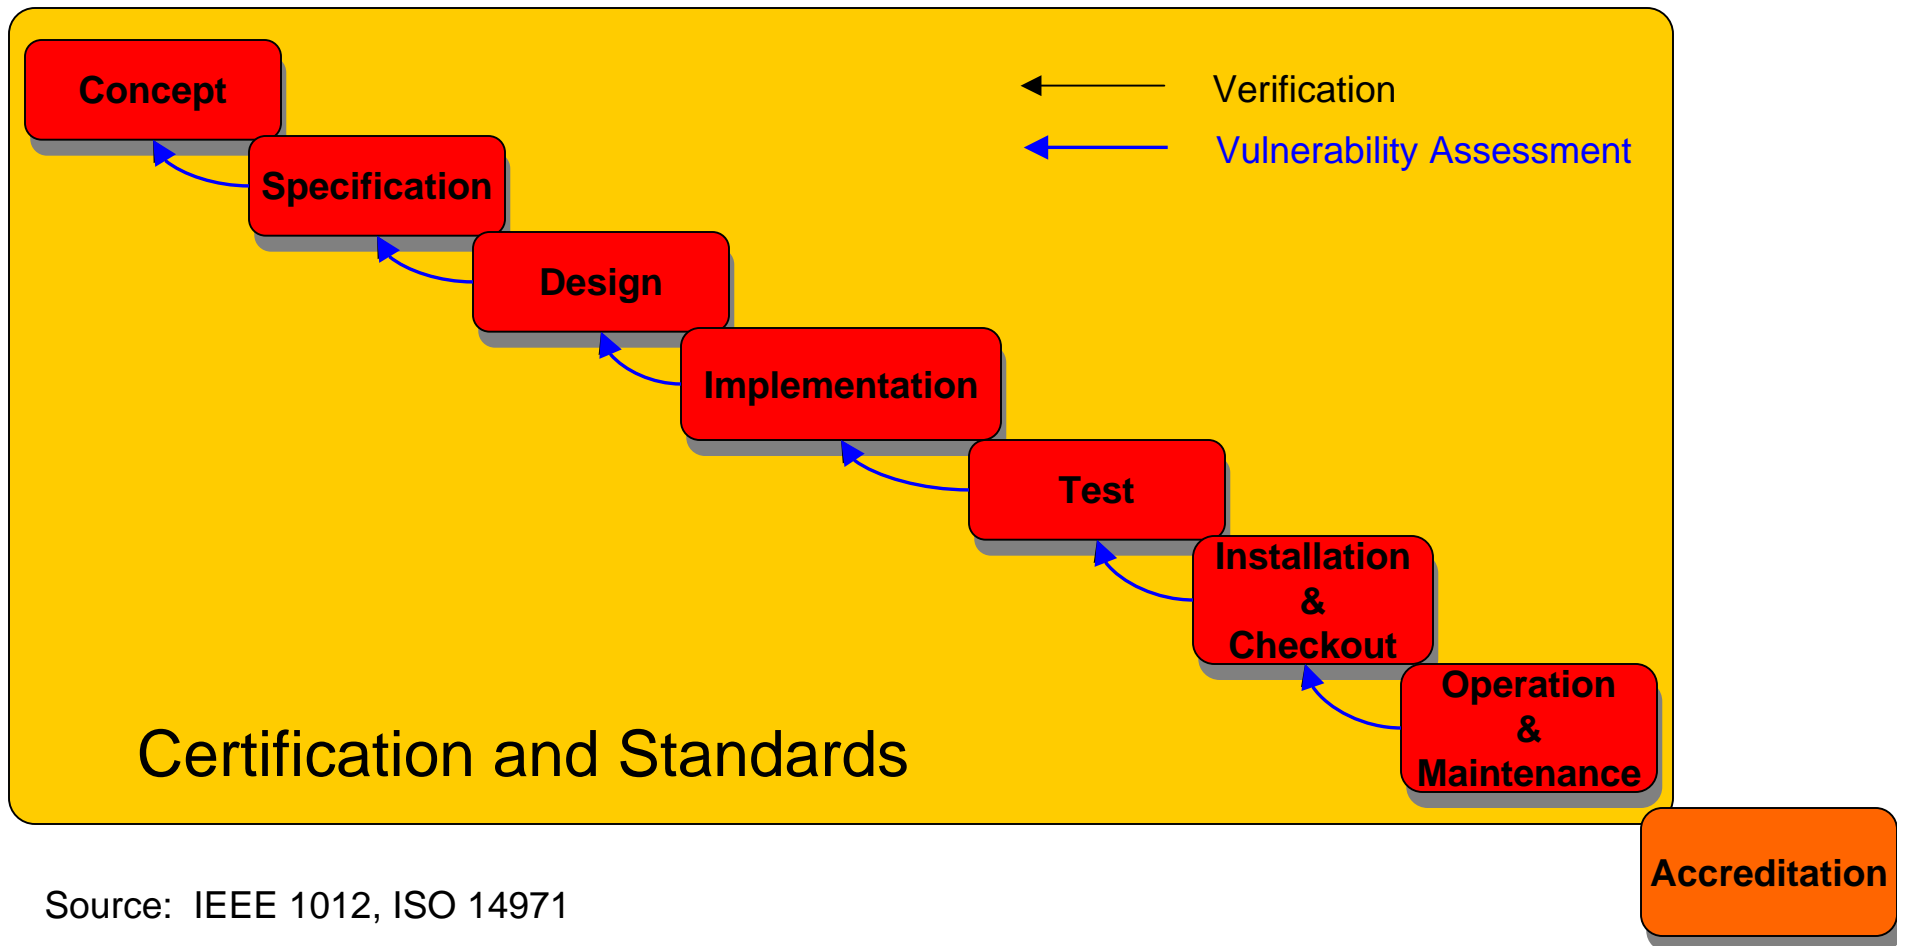 Concept
Verification
Vulnerability Assessment
Specification
Design
Implementation
Test
Installation
&
Checkout
Operation
&
Maintenance
Certification and Standards
Accreditation
Source: IEEE 1012, ISO 14971